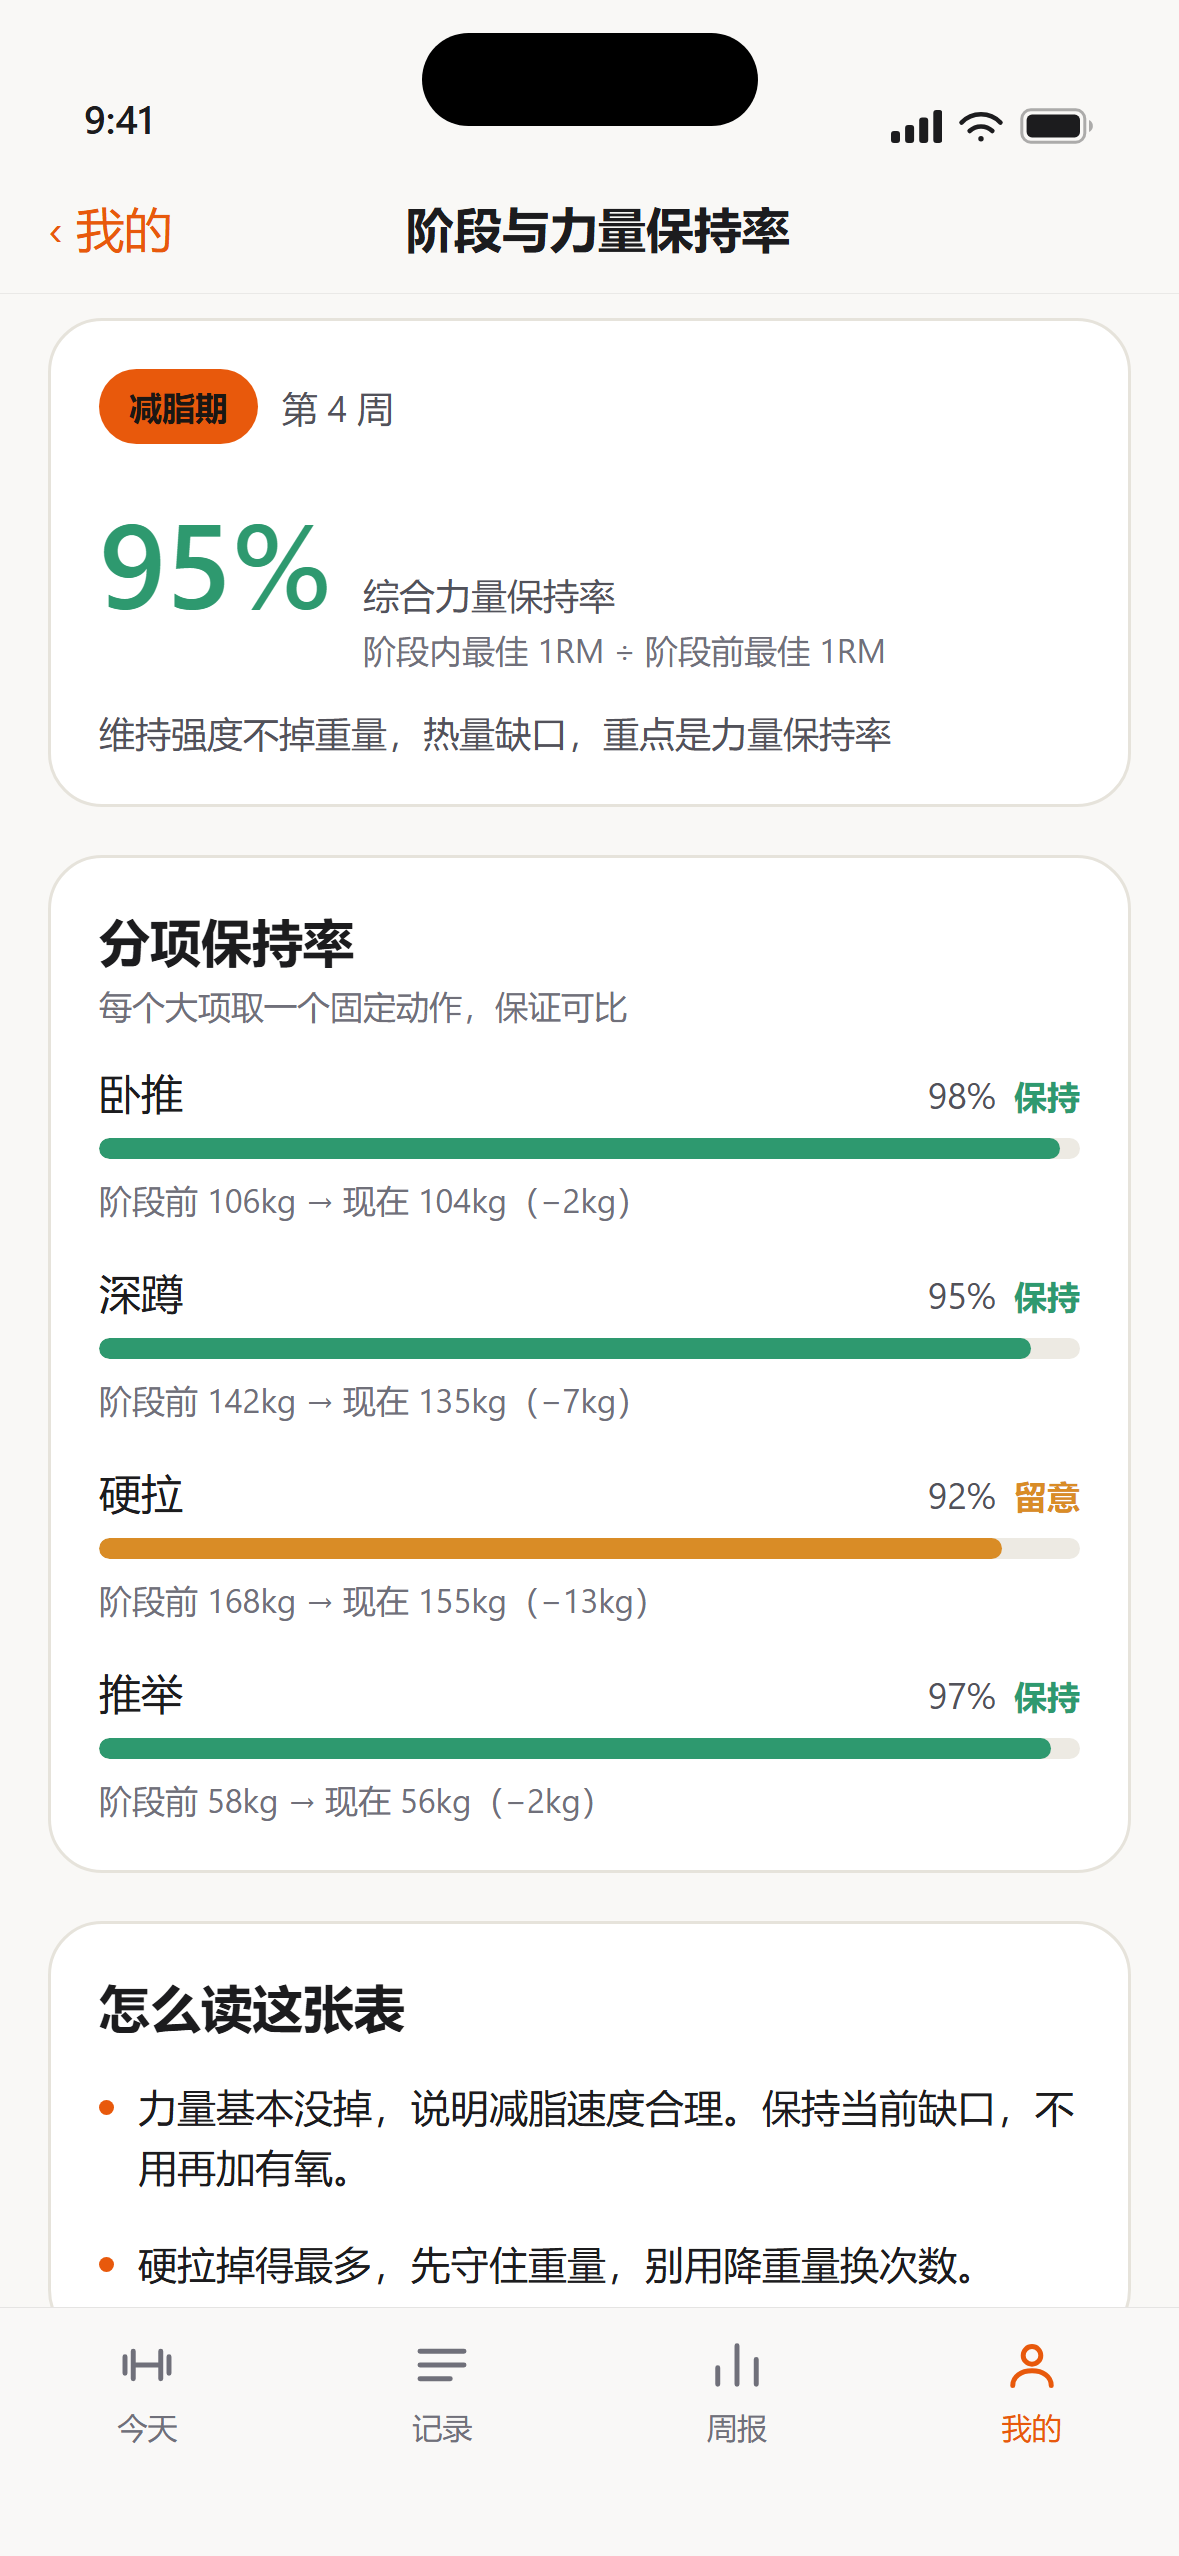 9:41
‹ 我的
阶段与力量保持率
减脂期 第 4 周
95%
综合力量保持率
阶段内最佳 1RM ÷ 阶段前最佳 1RM
维持强度不掉重量，热量缺口，重点是力量保持率
分项保持率
每个大项取一个固定动作，保证可比
卧推 98% 保持
阶段前 106kg → 现在 104kg（−2kg）
深蹲 95% 保持
阶段前 142kg → 现在 135kg（−7kg）
硬拉 92% 留意
阶段前 168kg → 现在 155kg（−13kg）
推举 97% 保持
阶段前 58kg → 现在 56kg（−2kg）
怎么读这张表
力量基本没掉，说明减脂速度合理。保持当前缺口，不
用再加有氧。
硬拉掉得最多，先守住重量，别用降重量换次数。
今天 记录 周报 我的